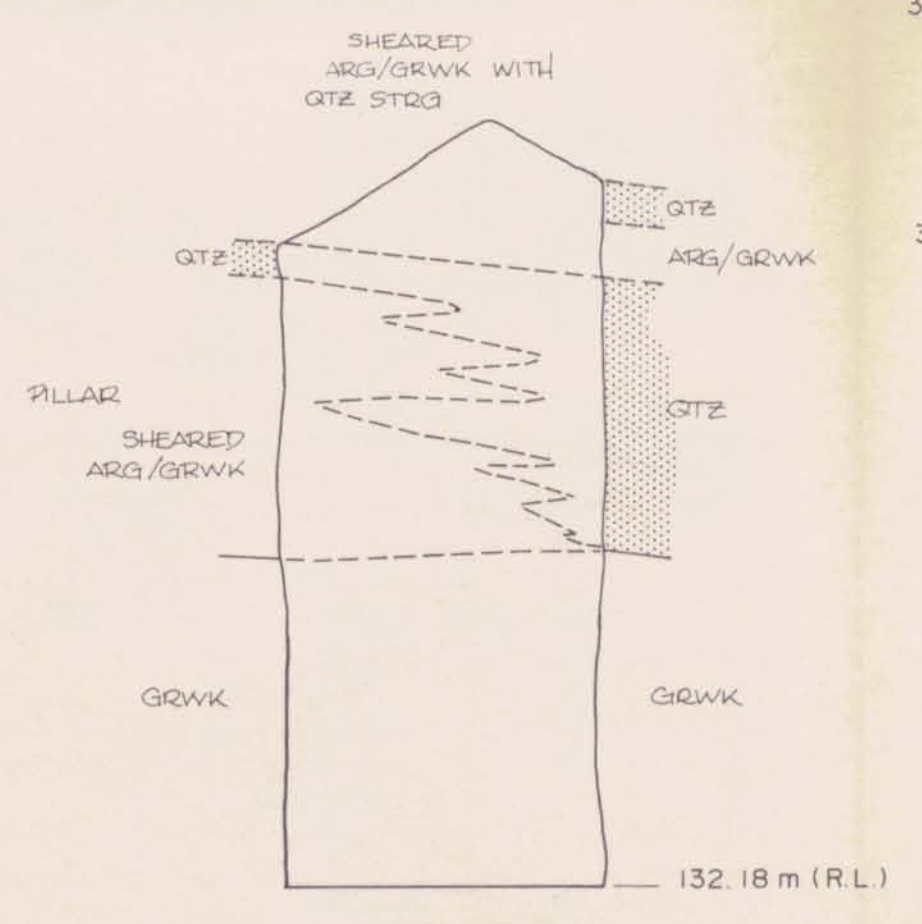 SHEARED
ARG/GRWK WITH
QTZ STRG
QTZ
QTZ
ARG/GRWK
PILLAR
SHEARED
ARG/GRWK
QTZ
GRWK
GRWK
132.18 m (R.L.)
3